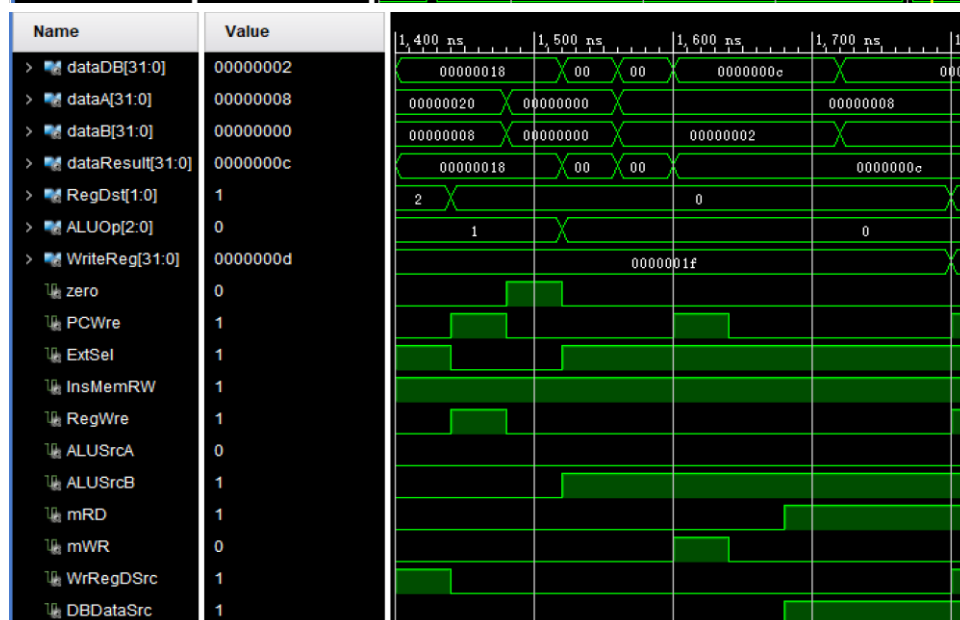 Name Value
1,400 ns 1,500 ns 1,600 ns 1,700 ns 1
> dataDB[31:0] 00000002 00000018 00 00 0000000c 00
> dataA[31:0] 00000008 00000020 00000000 00000008
> dataB[31:0] 00000000 00000008 00000000 00000002
> dataResult[31:0] 0000000c 00000018 00 00 0000000c
> RegDst[1:0] 1 2 0
> ALUOp[2:0] 0 1 0
> WriteReg[31:0] 0000000d 0000001f
zero 0
PCWre 1
ExtSel 1
InsMemRW 1
RegWre 1
ALUSrcA 0
ALUSrcB 1
mRD 1
mWR 0
WrRegDSrc 1
DBDataSrc 1